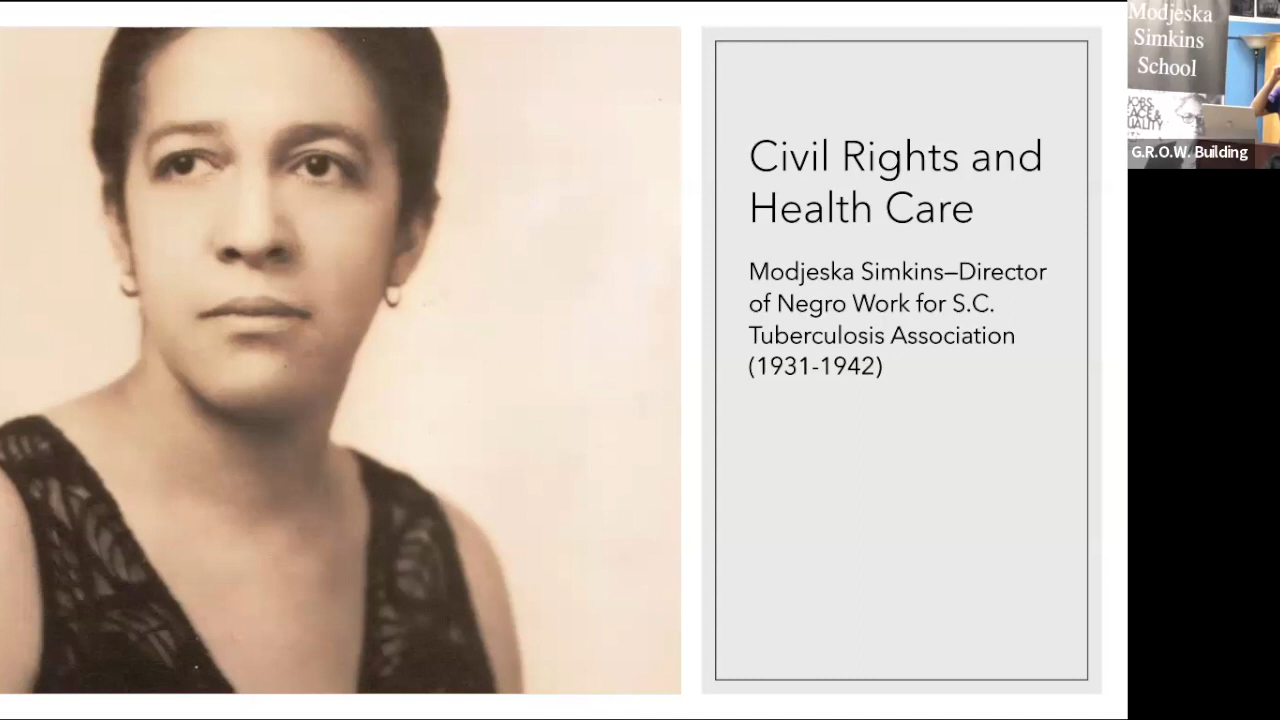 Civil Rights and
Health Care
Modjeska Simkins–Director
of Negro Work for S.C.
Tuberculosis Association
(1931-1942)
Modjeska
Simkins
School
G.R.O.W. Building